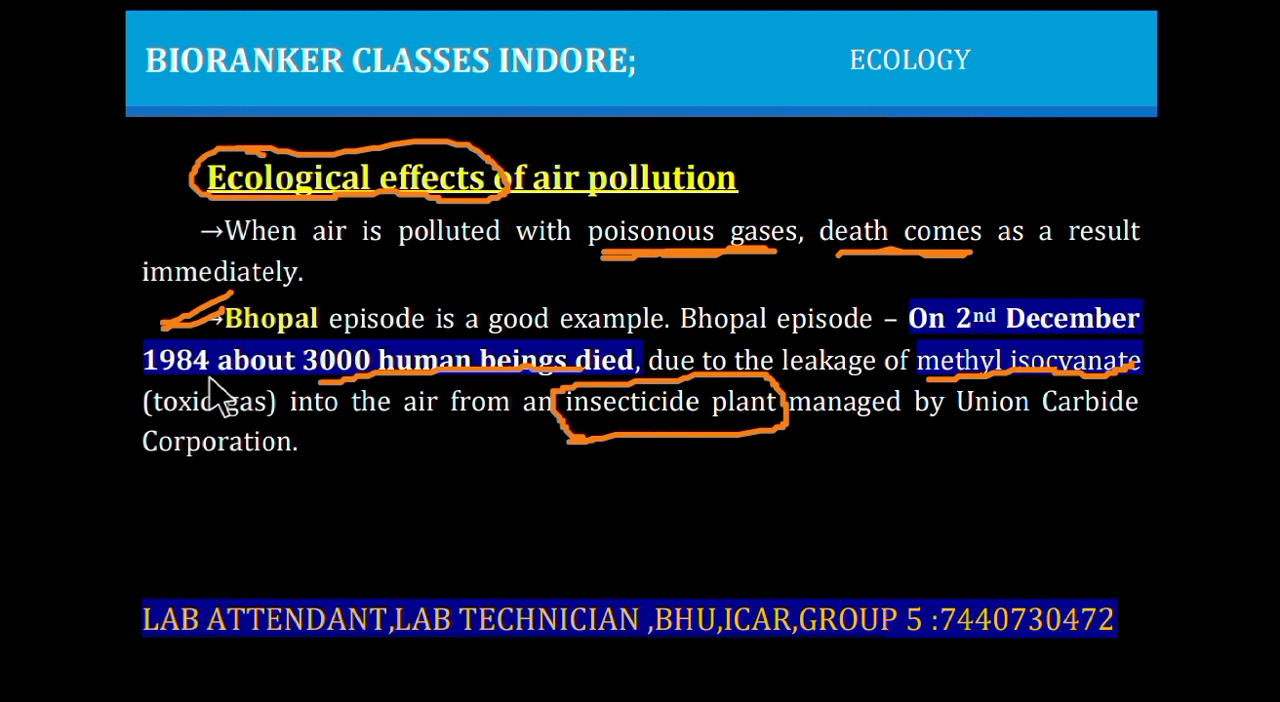 BIORANKER CLASSES INDORE; ECOLOGY
Ecological effects of air pollution
→When air is polluted with poisonous gases, death comes as a result
immediately.
→Bhopal episode is a good example. Bhopal episode – On 2nd December
1984 about 3000 human beings died, due to the leakage of methyl isocyanate
(toxic gas) into the air from an insecticide plant managed by Union Carbide
Corporation.
LAB ATTENDANT,LAB TECHNICIAN ,BHU,ICAR,GROUP 5 :7440730472